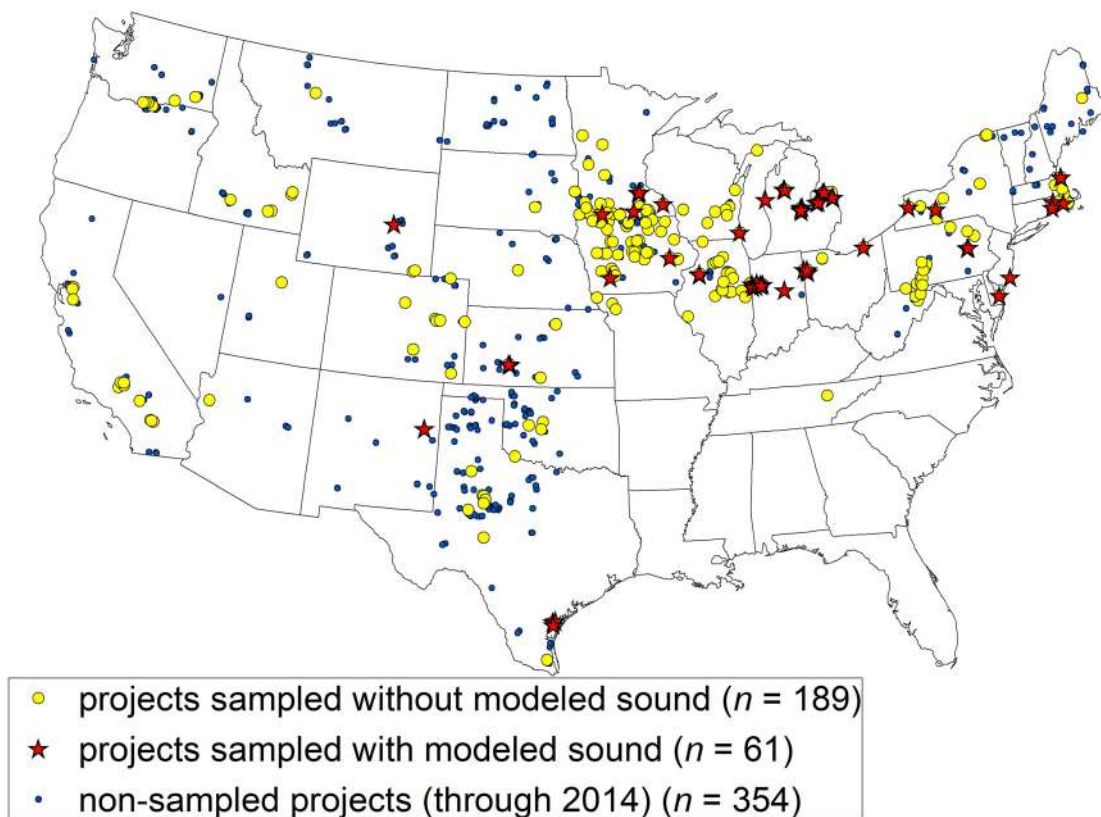 projects sampled without modeled sound (n = 189)
projects sampled with modeled sound (n = 61)
non-sampled projects (through 2014) (n = 354)